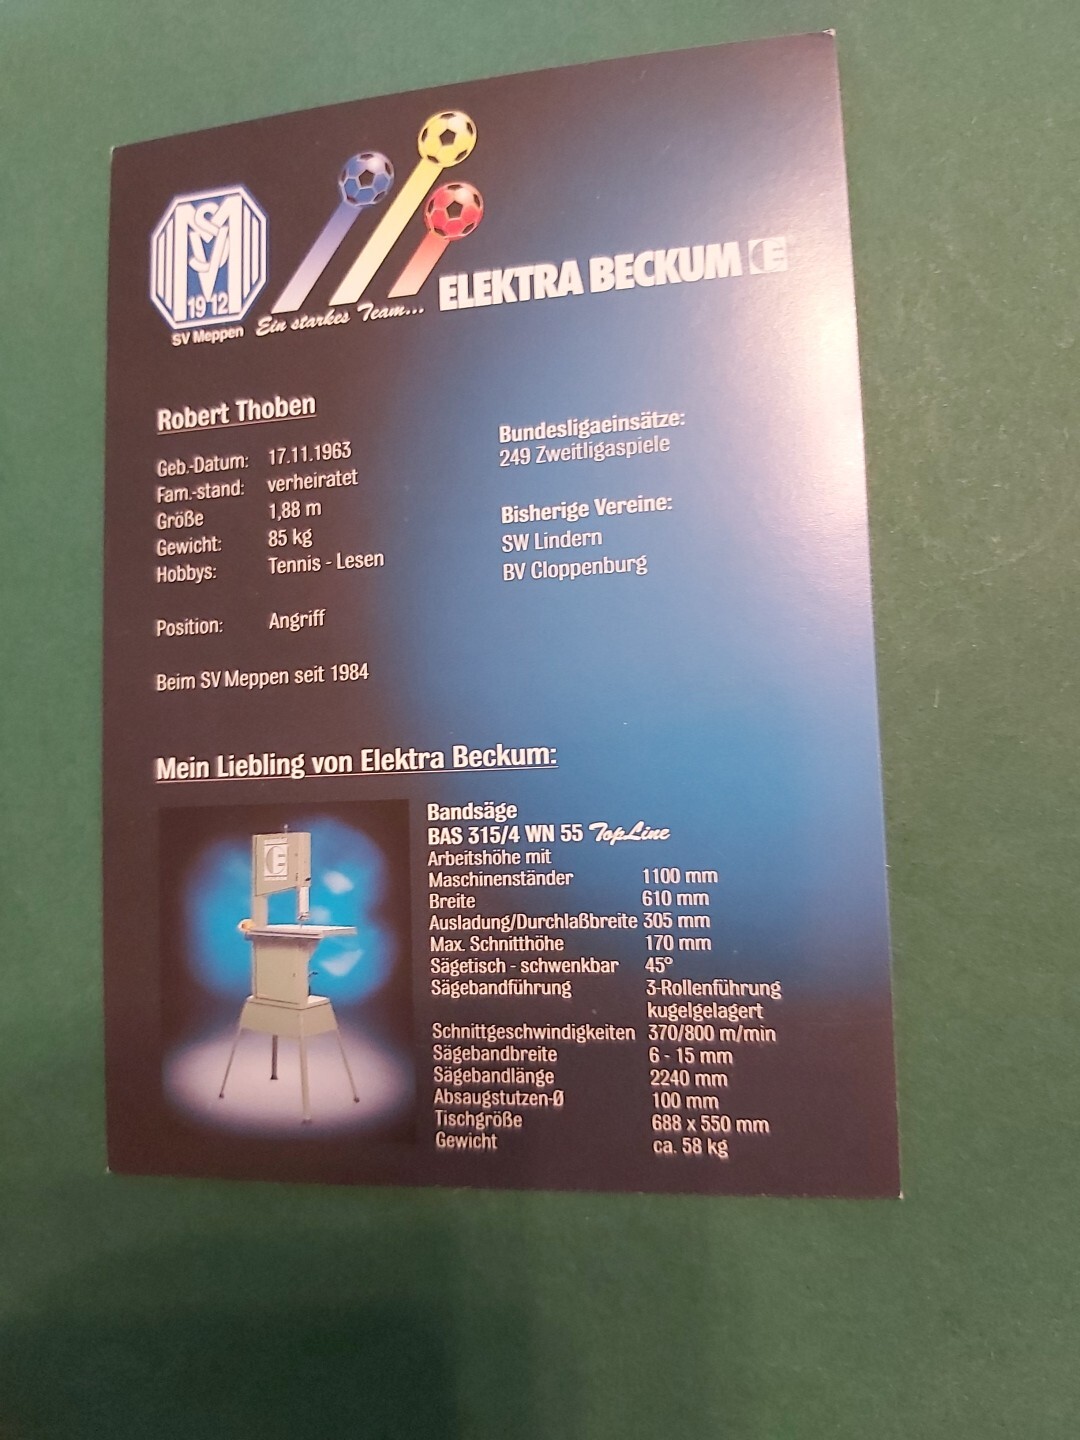 SVM
1912
SV Meppen
Ein starkes Team...
ELEKTRA BECKUM E
Robert Thoben
Geb.-Datum: 17.11.1963
Fam.-stand: verheiratet
Größe 1,88 m
Gewicht: 85 kg
Hobbys: Tennis - Lesen
Position: Angriff
Beim SV Meppen seit 1984
Bundesligaeinsätze:
249 Zweitligaspiele
Bisherige Vereine:
SW Lindern
BV Cloppenburg
Mein Liebling von Elektra Beckum:
Bandsäge
BAS 315/4 WN 55 TopLine
Arbeitshöhe mit
Maschinenständer 1100 mm
Breite 610 mm
Ausladung/Durchlaßbreite 305 mm
Max. Schnitthöhe 170 mm
Sägetisch - schwenkbar 45°
Sägebandführung 3-Rollenführung
kugelgelagert
Schnittgeschwindigkeiten 370/800 m/min
Sägebandbreite 6 - 15 mm
Sägebandlänge 2240 mm
Absaugstutzen-Ø 100 mm
Tischgröße 688 x 550 mm
Gewicht ca. 58 kg